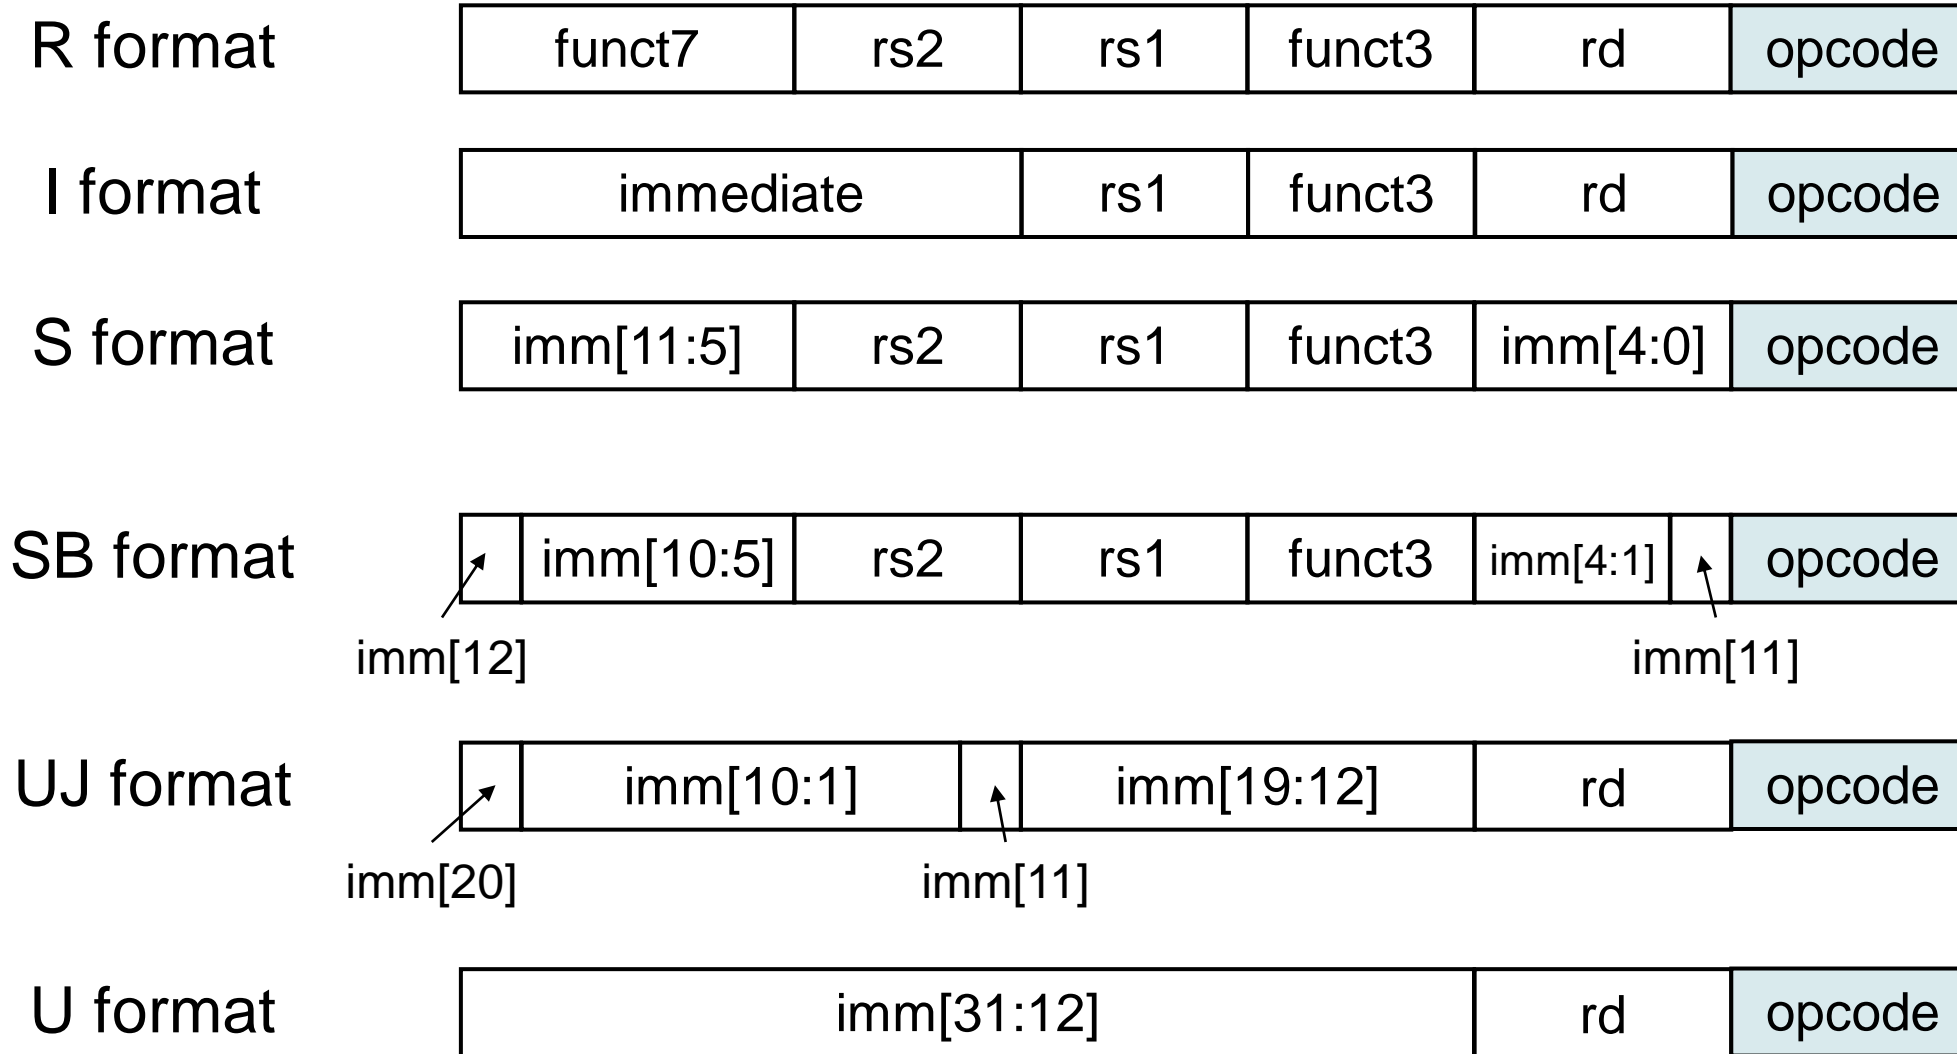 R format funct7 rs2 rs1 funct3 rd opcode
I format immediate rs1 funct3 rd opcode
S format imm[11:5] rs2 rs1 funct3 imm[4:0] opcode
SB format imm[10:5] rs2 rs1 funct3 imm[4:1] opcode
imm[12] imm[11]
UJ format imm[10:1] imm[19:12] rd opcode
imm[20] imm[11]
U format imm[31:12] rd opcode